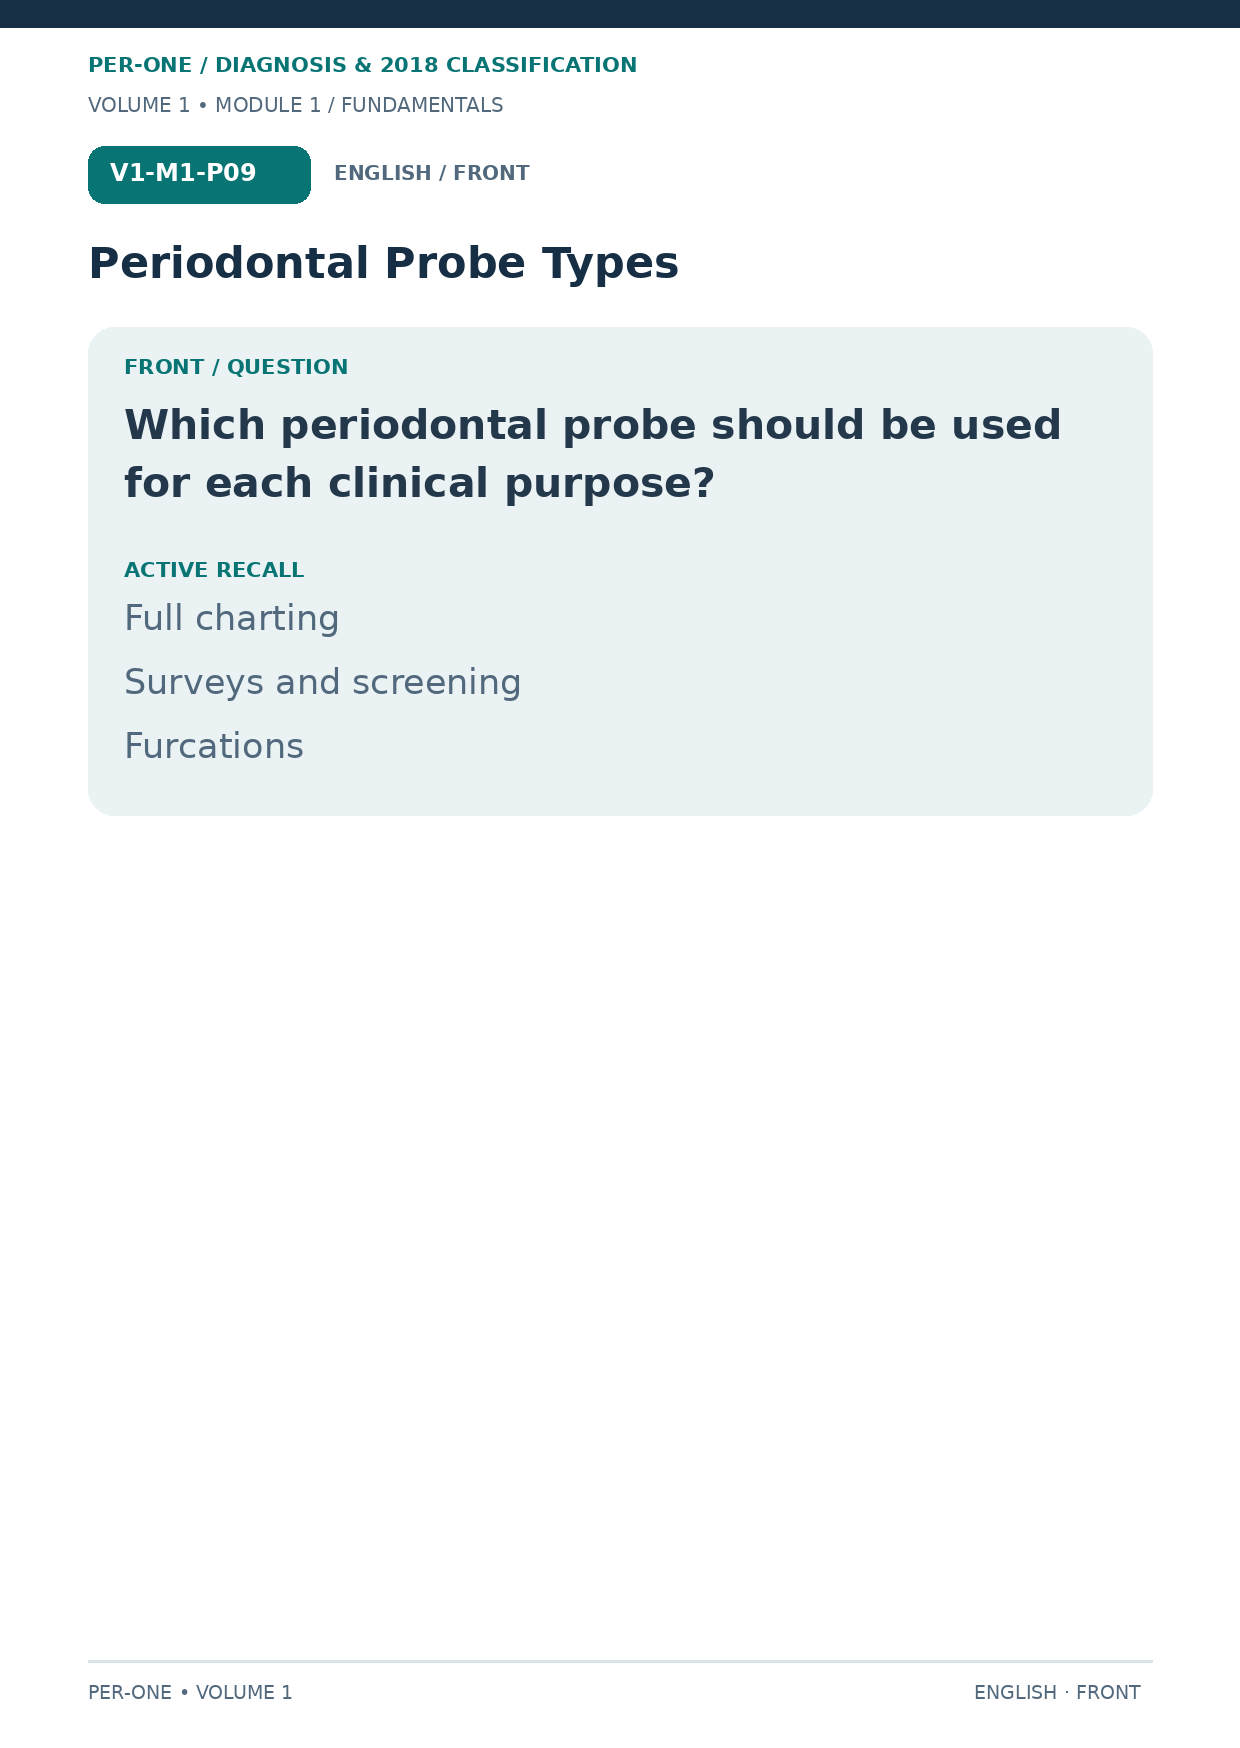 PER-ONE / DIAGNOSIS & 2018 CLASSIFICATION
VOLUME 1 • MODULE 1 / FUNDAMENTALS
V1-M1-P09
ENGLISH / FRONT
Periodontal Probe Types
FRONT / QUESTION
Which periodontal probe should be used
for each clinical purpose?
ACTIVE RECALL
Full charting
Surveys and screening
Furcations
PER-ONE • VOLUME 1
ENGLISH · FRONT